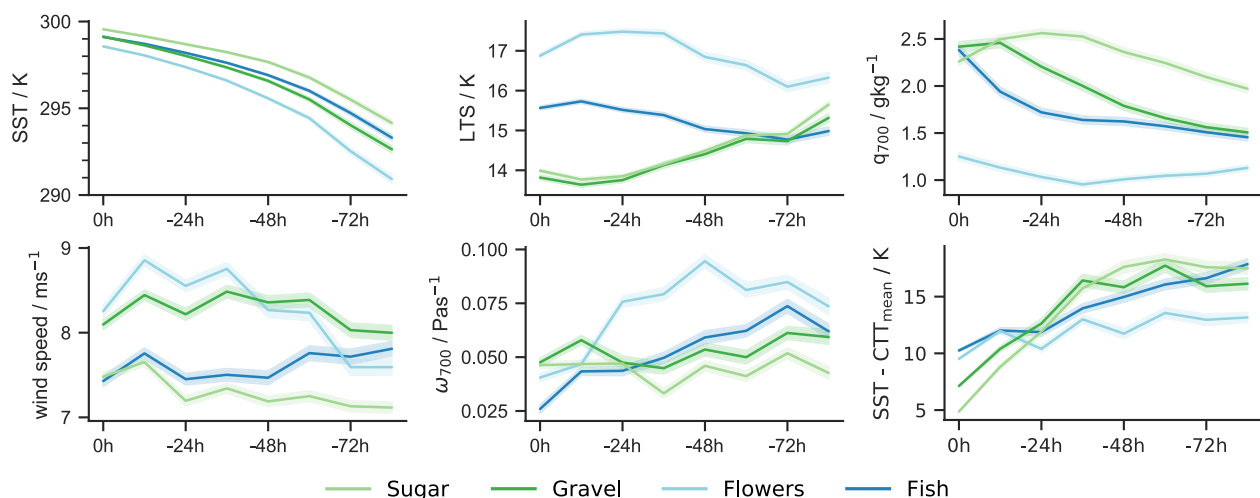 SST / K
300
295
290
0h -24h -48h -72h
LTS / K
17
16
15
14
0h -24h -48h -72h
q700 / gkg−1
2.5
2.0
1.5
1.0
0h -24h -48h -72h
wind speed / ms−1
9
8
7
0h -24h -48h -72h
ω700 / Pas−1
0.100
0.075
0.050
0.025
0h -24h -48h -72h
SST - CTTmean / K
15
10
5
0h -24h -48h -72h
Sugar Gravel Flowers Fish